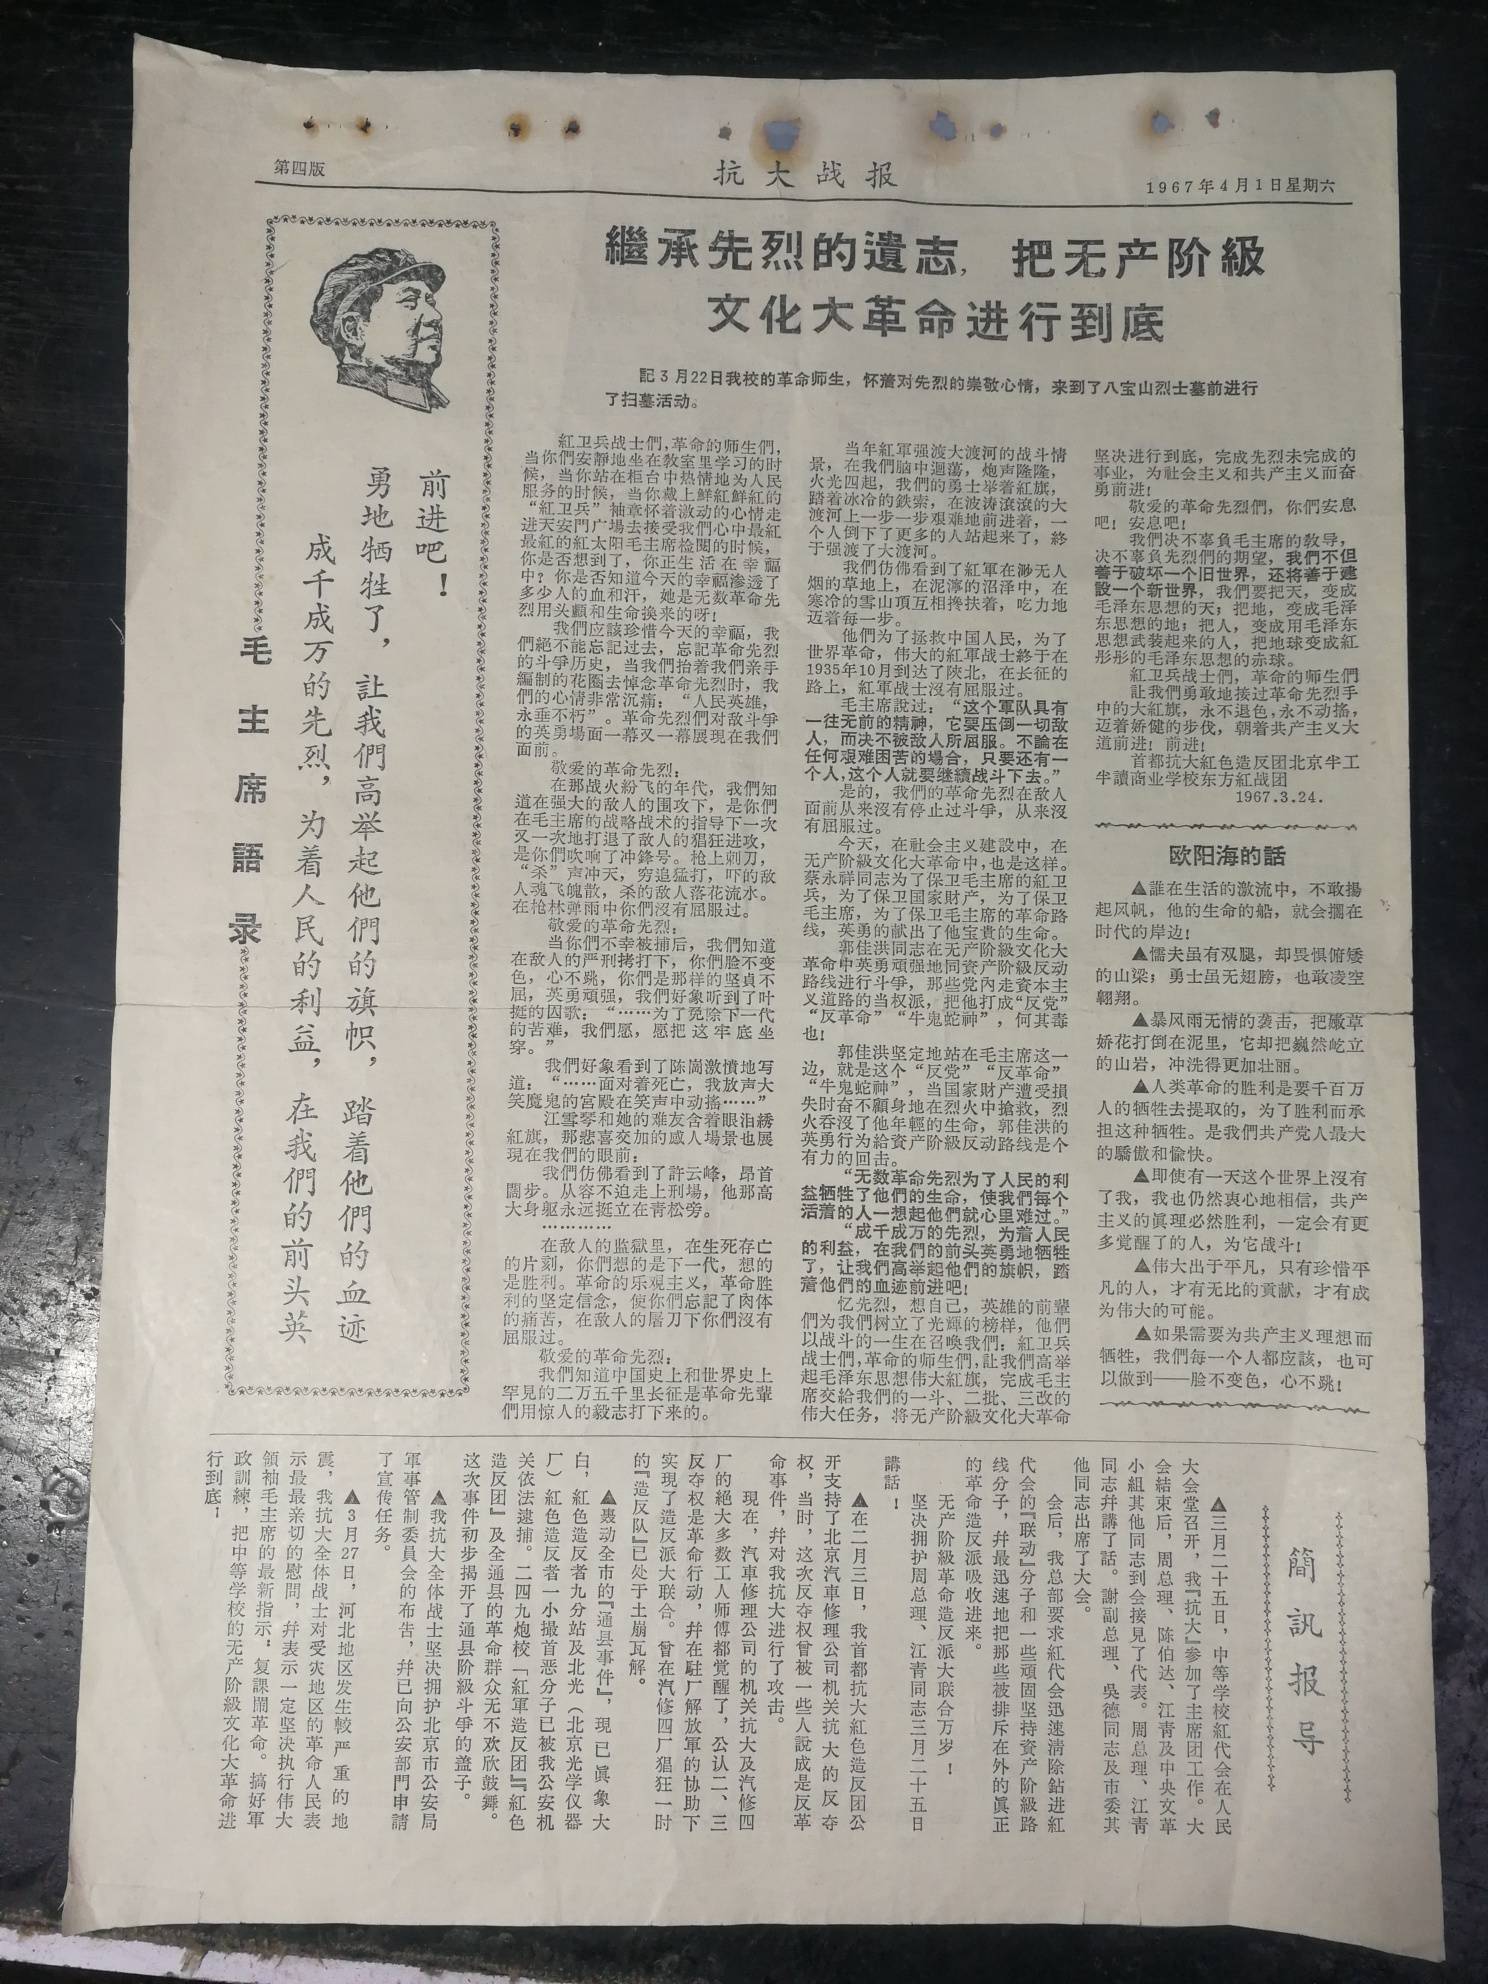 第四版
抗大战报
1967年4月1日星期六
成千成万的先烈，为着人民的利益，在我們的前头英
勇地牺牲了，讓我們高举起他們的旗帜，踏着他們的血迹
前进吧！
毛主席語录
繼承先烈的遺志，把无产阶級
文化大革命进行到底
記3月22日我校的革命师生，怀着对先烈的崇敬心情，来到了八宝山烈士墓前进行
了扫墓活动。
紅卫兵战士們，革命的师生們，
当你們安靜地坐在教室里学习的时
候，当你站在柜台中热情地为人民
服务的时候，当你戴上鮮紅鮮紅的
“紅卫兵”袖章怀着激动的心情走
进天安門广場去接受我們心中最紅
最紅的紅太阳毛主席检閱的时候，
你是否想到了，你正生活在幸福
中？你是否知道今天的幸福渗透了
多少人的血和汗，她是无数革命先
烈用头顱和生命换来的呀！
我們应該珍惜今天的幸福，我
們絕不能忘記过去，忘記革命先烈
的斗爭历史，当我們抬着我們亲手
編制的花圈去悼念革命先烈时，我
們的心情非常沉痛：“人民英雄，
永垂不朽”。革命先烈們对敌斗爭
的英勇場面一幕又一幕展現在我們
面前。
敬爱的革命先烈：
在那战火紛飞的年代，我們知
道在强大的敌人的围攻下，是你們
在毛主席的战略战术的指导下一次
又一次地打退了敌人的猖狂进攻，
是你們吹响了冲鋒号。枪上刺刀，
“杀”声冲天，穷追猛打，吓的敌
人魂飞魄散，杀的敌人落花流水。
在枪林弹雨中你們沒有屈服过。
敬爱的革命先烈：
当你們不幸被捕后，我們知道
在敌人的严刑拷打下，你們脸不变
色，心不跳，你們是那样的坚貞不
屈，英勇頑强，我們好象听到了叶
挺的囚歌：“……为了免除下一代
的苦难，我們愿，愿把这牢底坐
穿。”
我們好象看到了陈崗激憤地写
道：“……面对着死亡，我放声大
笑魔鬼的宮殿在笑声中动搖……”
江雪琴和她的难友含着眼泪綉
紅旗，那悲喜交加的感人場景也展
現在我們的眼前：
我們仿佛看到了許云峰，昂首
闊步。从容不迫走上刑場，他那高
大身躯永远挺立在青松旁。
…………
在敌人的监獄里，在生死存亡
的片刻，你們想的是下一代，想的
是胜利。革命的乐观主义，革命胜
利的坚定信念，使你們忘記了肉体
的痛苦，在敌人的屠刀下你們沒有
屈服过。
敬爱的革命先烈：
我們知道中国史上和世界史上
罕見的二万五千里长征是革命先輩
們用惊人的毅志打下来的。
当年紅軍强渡大渡河的战斗情
景，在我們脑中迴蕩，炮声隆隆，
火光四起，我們的勇士举着紅旗，
踏着冰冷的鉄索，在波涛滾滾的大
渡河上一步一步艰难地前进着，一
个人倒下了更多的人站起来了，終
于强渡了大渡河。
我們仿佛看到了紅軍在渺无人
烟的草地上，在泥濘的沼泽中，在
寒冷的雪山頂互相搀扶着，吃力地
迈着每一步。
他們为了拯救中国人民，为了
世界革命，伟大的紅軍战士終于在
1935年10月到达了陝北，在长征的
路上，紅軍战士沒有屈服过。
毛主席說过：“这个軍队具有
一往无前的精神，它要压倒一切敌
人，而决不被敌人所屈服。不論在
任何艰难困苦的場合，只要还有一
个人，这个人就要继續战斗下去。”
是的，我們的革命先烈在敌人
面前从来沒有停止过斗爭，从来沒
有屈服过。
今天，在社会主义建設中，在
无产阶級文化大革命中，也是这样。
蔡永祥同志为了保卫毛主席的紅卫
兵，为了保卫国家財产，为了保卫
毛主席，为了保卫毛主席的革命路
线，英勇的献出了他宝貴的生命。
郭佳洪同志在无产阶級文化大
革命中英勇頑强地同資产阶級反动
路线进行斗爭，那些党内走資本主
义道路的当权派，把他打成“反党”
“反革命”“牛鬼蛇神”，何其毒
也！
郭佳洪坚定地站在毛主席这一
边，就是这个“反党”“反革命”
“牛鬼蛇神”，当国家財产遭受損
失时奋不顧身地在烈火中搶救，烈
火吞沒了他年輕的生命，郭佳洪的
英勇行为給資产阶級反动路线是个
有力的回击。
“无数革命先烈为了人民的利
益牺牲了他們的生命，使我們每个
活着的人一想起他們就心里难过。”
“成千成万的先烈，为着人民
的利益，在我們的前头英勇地牺牲
了，让我們高举起他們的旗帜，踏
着他們的血迹前进吧！
忆先烈，想自己，英雄的前輩
們为我們树立了光輝的榜样，他們
以战斗的一生在召喚我們：紅卫兵
战士們，革命的师生們，让我們高举
起毛泽东思想伟大紅旗，完成毛主
席交給我們的一斗、二批、三改的
伟大任务，将无产阶級文化大革命
坚决进行到底，完成先烈未完成的
事业，为社会主义和共产主义而奋
勇前进！
敬爱的革命先烈們，你們安息
吧！安息吧！
我們决不辜負毛主席的教导，
决不辜負先烈們的期望，我們不但
善于破坏一个旧世界，还将善于建
設一个新世界，我們要把天，变成
毛泽东思想的天；把地，变成毛泽
东思想的地；把人，变成用毛泽东
思想武装起来的人，把地球变成紅
彤彤的毛泽东思想的赤球。
紅卫兵战士們，革命的师生們
让我們勇敢地接过革命先烈手
中的大紅旗，永不退色，永不动搖，
迈着娇健的步伐，朝着共产主义大
道前进！前进！
首都抗大紅色造反团北京半工
半讀商业学校东方紅战团
1967.3.24.
欧阳海的話
▲誰在生活的激流中，不敢揚
起风帆，他的生命的船，就会擱在
时代的岸边！
▲懦夫虽有双腿，却畏惧俯矮
的山梁；勇士虽无翅膀，也敢凌空
翱翔。
▲暴风雨无情的袭击，把嫩草
娇花打倒在泥里，它却把巍然屹立
的山岩，冲洗得更加壮丽。
▲人类革命的胜利是要千百万
人的牺牲去提取的，为了胜利而承
担这种牺牲。是我們共产党人最大
的驕傲和愉快。
▲即使有一天这个世界上沒有
了我，我也仍然衷心地相信，共产
主义的眞理必然胜利，一定会有更
多覚醒了的人，为它战斗！
▲伟大出于平凡，只有珍惜平
凡的人，才有无比的貢献，才有成
为伟大的可能。
▲如果需要为共产主义理想而
牺牲，我們每一个人都应該，也可
以做到——脸不变色，心不跳！
簡訊报导
▲三月二十五日，中等学校紅代会在人民
大会堂召开，我『抗大』参加了主席团工作。大
会結束后，周总理、陈伯达、江青及中央文革
小組其他同志到会接見了代表。周总理、江青
同志幷講了話。謝副总理、吳德同志及市委其
他同志出席了大会。
会后，我总部要求紅代会迅速清除鉆进紅
代会的『联动』分子和一些頑固坚持資产阶級路
线分子，幷最迅速地把那些被排斥在外的眞正
的革命造反派吸收进来。
无产阶級革命造反派大联合万岁！
坚决拥护周总理、江青同志三月二十五日
講話！
▲在二月三日，我首都抗大紅色造反团公
开支持了北京汽車修理公司机关抗大的反夺
权，当时，这次反夺权曾被一些人說成是反革
命事件，幷对我抗大进行了攻击。
現在，汽車修理公司的机关抗大及汽修四
厂的絕大多数工人师傅都覚醒了，公认二、三
反夺权是革命行动，幷在駐厂解放軍的协助下
实現了造反派大联合。曾在汽修四厂猖狂一时
的『造反队』已处于土崩瓦解。
▲轰动全市的『通县事件』，現已眞象大
白，紅色造反者九分站及北光（北京光学仪器
厂）紅色造反者一小撮首恶分子已被我公安机
关依法逮捕。二四九炮校『紅軍造反团』『紅色
造反团』及全通县的革命群众无不欢欣鼓舞。
这次事件初步揭开了通县阶級斗爭的盖子。
▲我抗大全体战士坚决拥护北京市公安局
軍事管制委員会的布告，幷已向公安部門申請
了宣传任务。
▲3月27日，河北地区发生較严重的地
震，我抗大全体战士对受灾地区的革命人民表
示最最亲切的慰問，幷表示一定坚决执行伟大
領袖毛主席的最新指示：复課閙革命。搞好軍
政訓練，把中等学校的无产阶級文化大革命进
行到底！